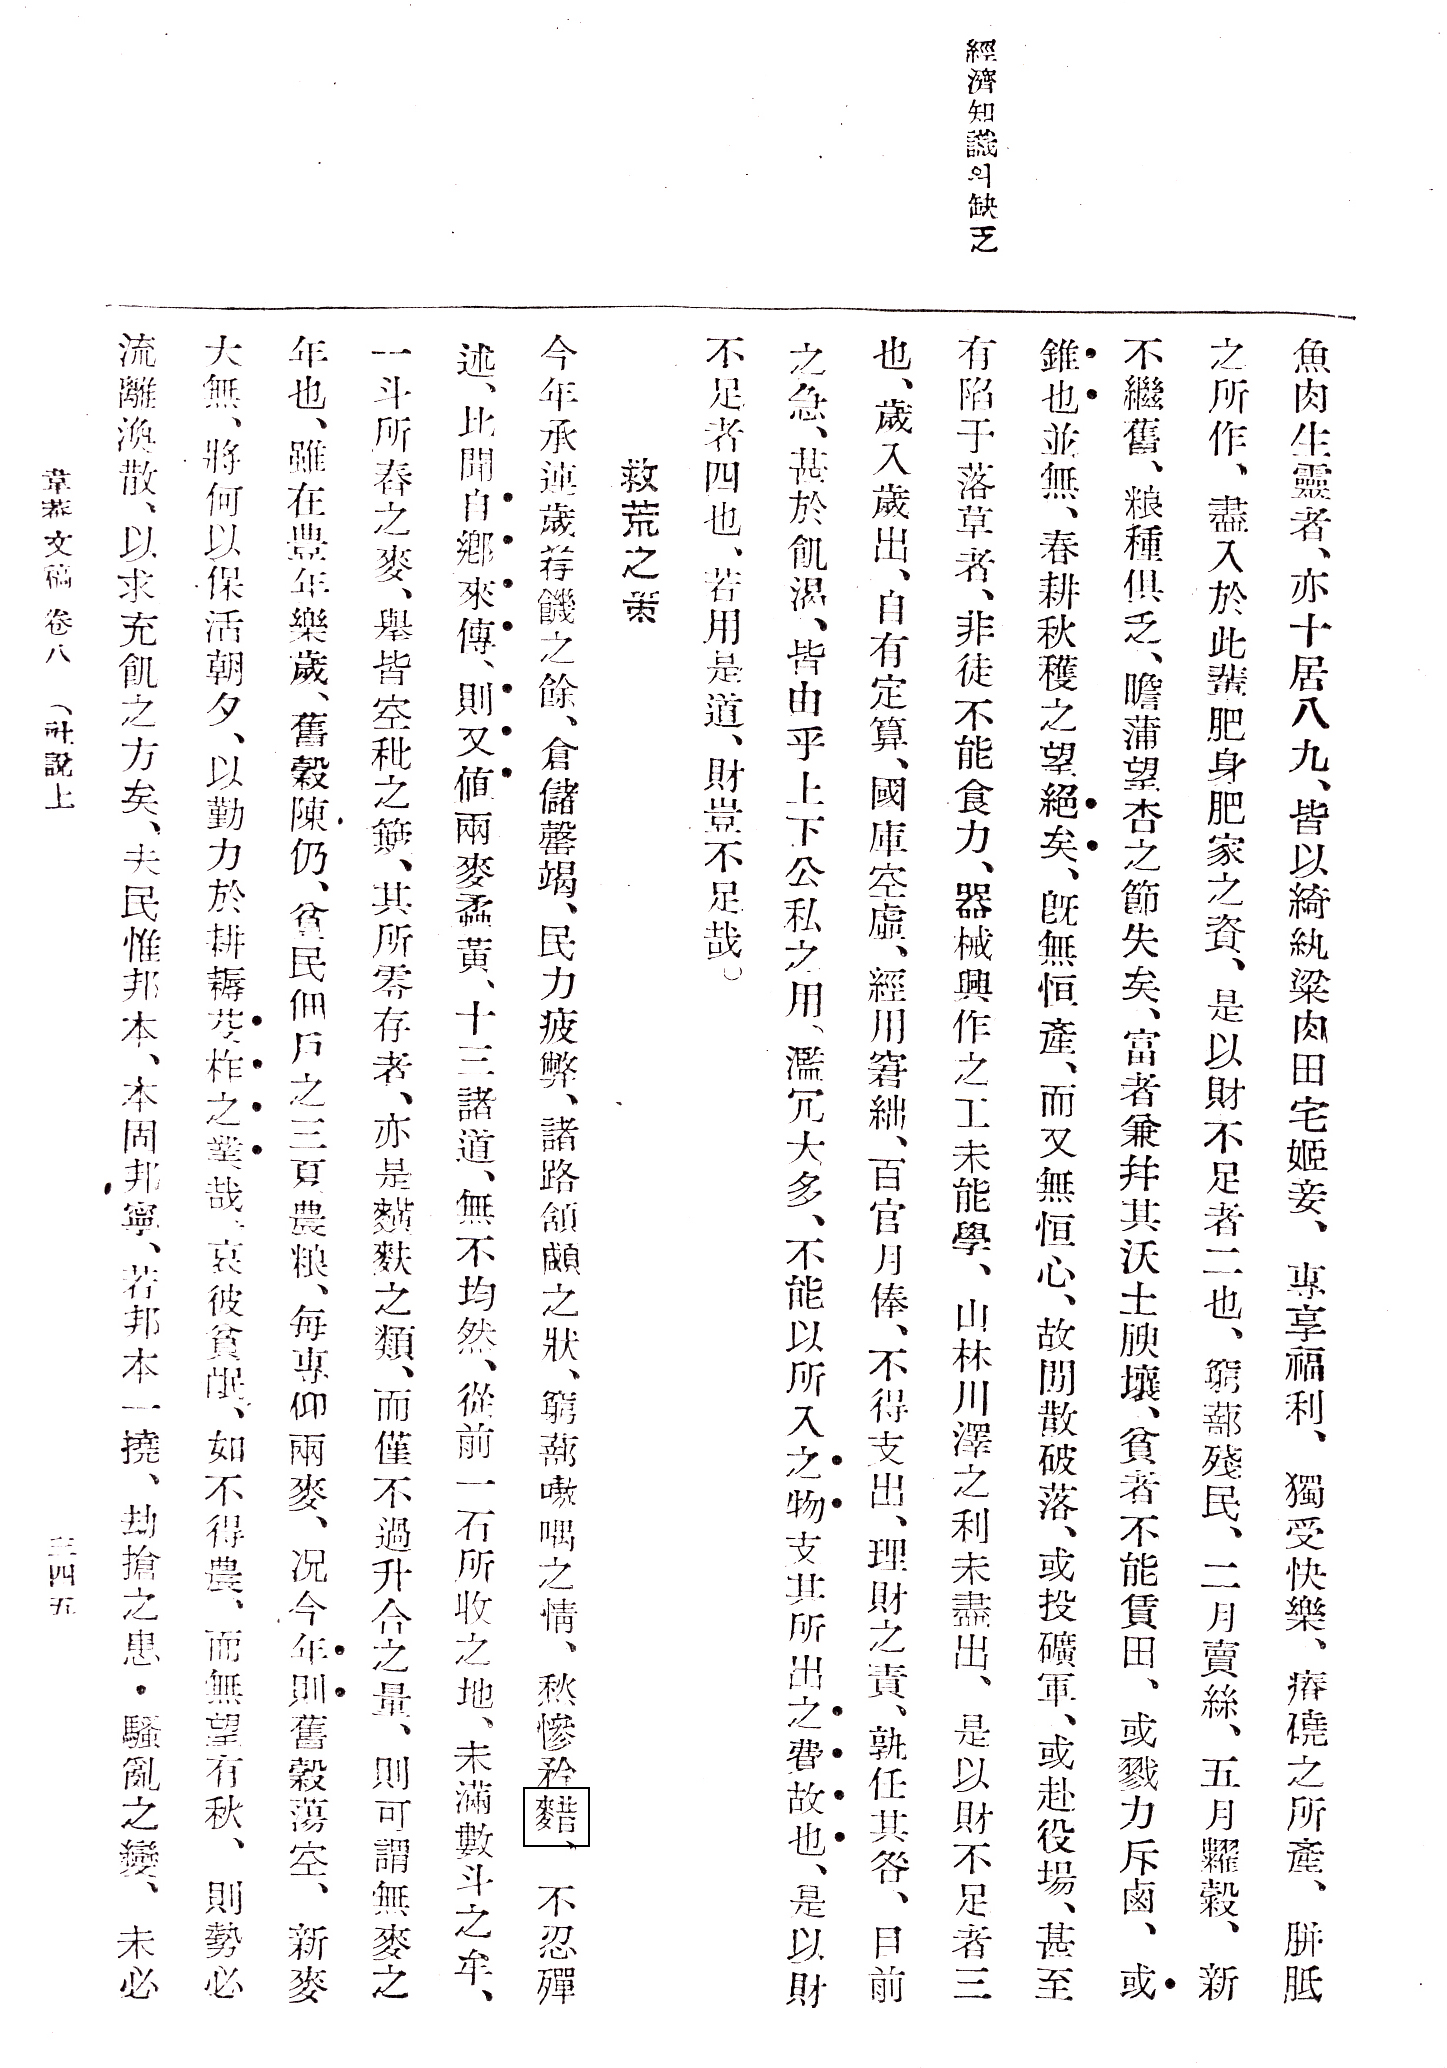 經濟知識의缺乏
魚肉生靈者、亦十居八九、皆以綺紈粱肉田宅姬妾、專享福利、獨受快樂、瘠磽之所產、胼胝
之所作、盡入於此輩肥身肥家之資、是以財不足者二也、窮蔀殘民、二月賣絲、五月糶穀、新
不繼舊、粮種俱乏、瞻蒲望杏之節失矣、富者兼幷其沃土腴壤、貧者不能賃田、或戮力斥鹵、或
錐也並無、春耕秋穫之望絕矣、旣無恒產、而又無恒心、故閒散破落、或投礦軍、或赴役場、甚至
有陷于落草者、非徒不能食力、器械興作之工未能學、山林川澤之利未盡出、是以財不足者三
也、歲入歲出、自有定算、國庫空虛、經用窘絀、百官月俸、不得支出、理財之責、孰任其咎、目前
之急、甚於飢渴、皆由乎上下公私之用、濫冗大多、不能以所入之物支其所出之費故也、是以財
不足者四也、若用是道、財豈不足哉。
救荒之策
今年承連歲荐饑之餘、倉儲罄竭、民力疲弊、諸路頷顑之狀、窮蔀嗷喁之情、愁慘矜、不忍殫
述、比聞自鄉來傳、則又値兩麥孟黃、十三諸道、無不均然、從前一石所收之地、未滿數斗之牟、
一斗所舂之麥、擧皆空秕之籭、其所零存者、亦是麩之類、而僅不過升合之量、則可謂無麥之
年也、雖在豊年樂歲、舊穀陳仍、貧民佃戶之三夏農粮、每專仰兩麥、况今年則舊穀蕩空、新麥
大無、將何以保活朝夕、以勤力於耕耨芟柞之業哉、哀彼貧氓、如不得農、而無望有秋、則勢必
流離渙散、以求充飢之方矣、夫民惟邦本、本固邦寧、若邦本一撓、劫搶之患・騷亂之變、未必
韋菴文稿 卷八 （社說上
三四五